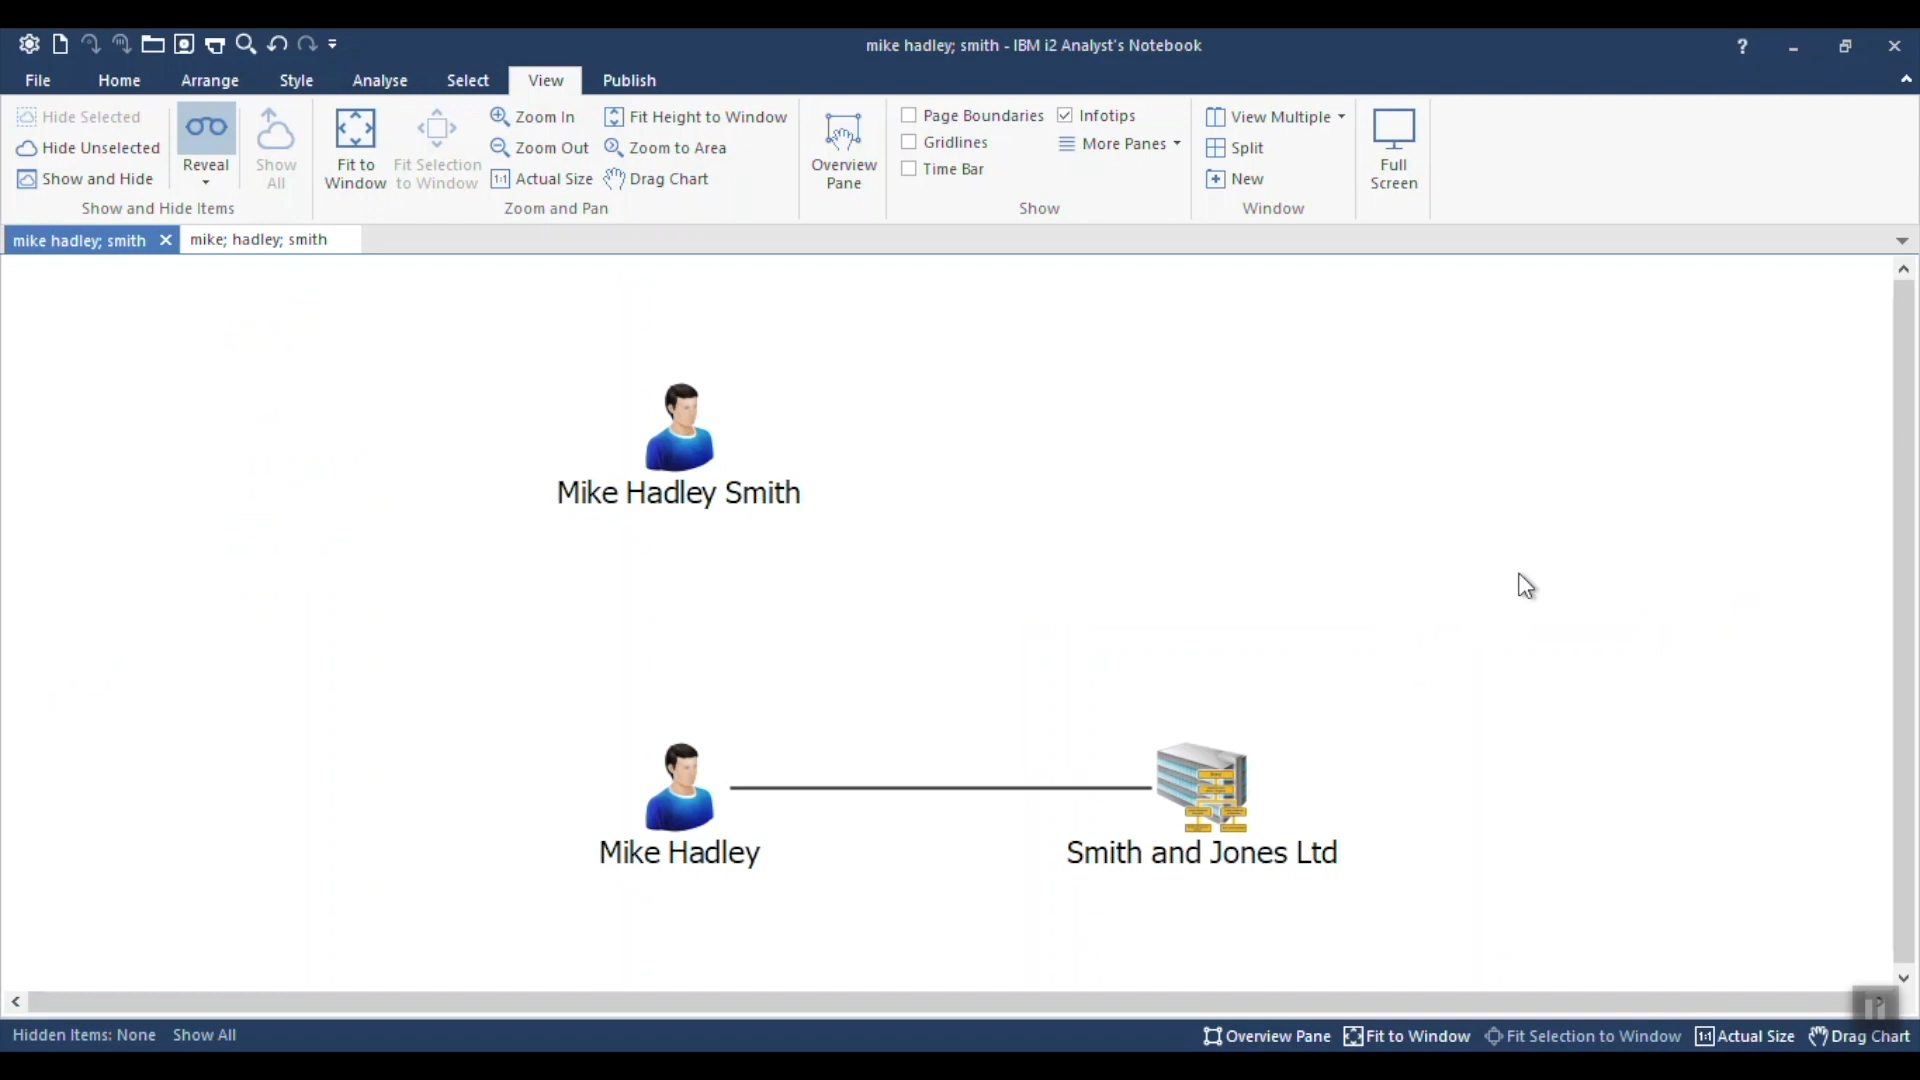 mike hadley; smith - IBM i2 Analyst's Notebook
File Home Arrange Style Analyse Select View Publish
Hide Selected
Hide Unselected
Show and Hide
Reveal
Show All
Show and Hide Items
Fit to Window
Fit Selection to Window
Zoom In
Zoom Out
1:1 Actual Size
Fit Height to Window
Zoom to Area
Drag Chart
Zoom and Pan
Overview Pane
Page Boundaries
Gridlines
Time Bar
Infotips
More Panes
Show
View Multiple
Split
New
Window
Full Screen
mike hadley; smith mike; hadley; smith
Mike Hadley Smith
Mike Hadley Smith and Jones Ltd
Hidden Items: None Show All Overview Pane Fit to Window Fit Selection to Window 1:1 Actual Size Drag Chart